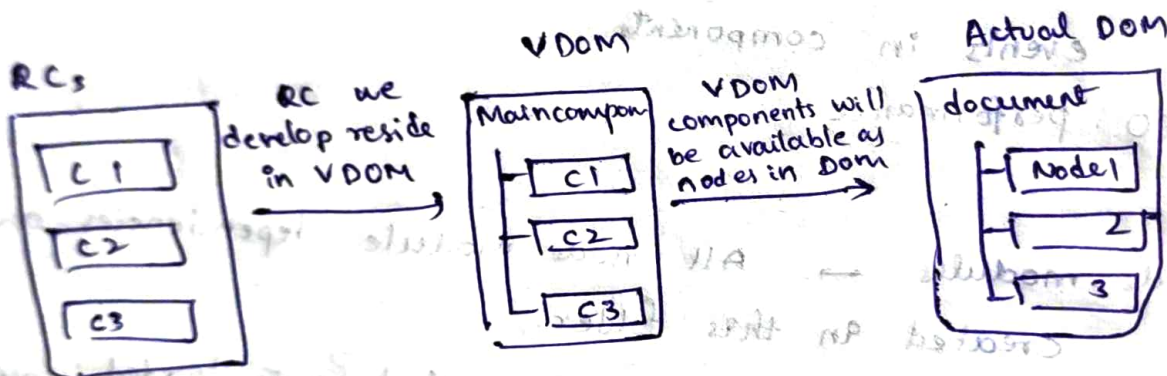 RCs
C1
C2
C3
RC we
develop reside
in VDOM
VDOM
Maincompon
C1
C2
C3
VDOM
components will
be available as
nodes in Dom
Actual DOM
document
Node1
2
3